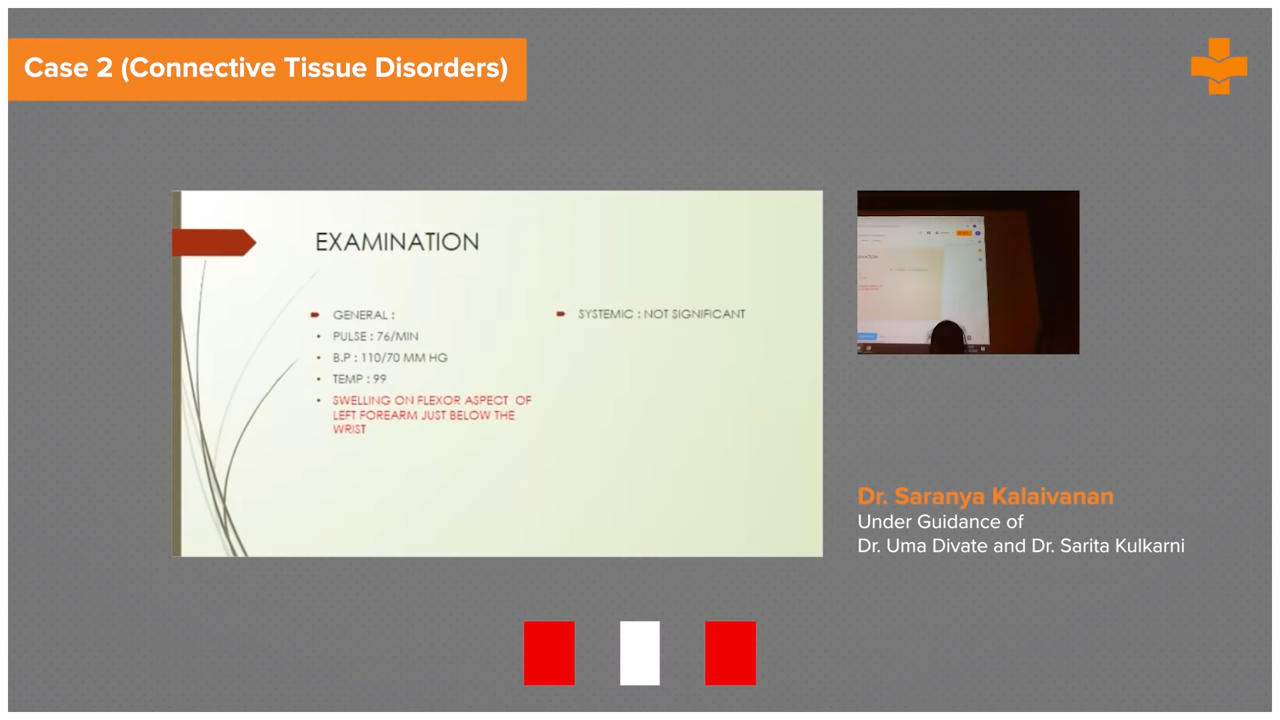 Case 2 (Connective Tissue Disorders)
EXAMINATION
GENERAL :
PULSE : 76/MIN
B.P : 110/70 MM HG
TEMP : 99
SWELLING ON FLEXOR ASPECT OF
LEFT FOREARM JUST BELOW THE
WRIST
SYSTEMIC : NOT SIGNIFICANT
Dr. Saranya Kalaivanan
Under Guidance of
Dr. Uma Divate and Dr. Sarita Kulkarni